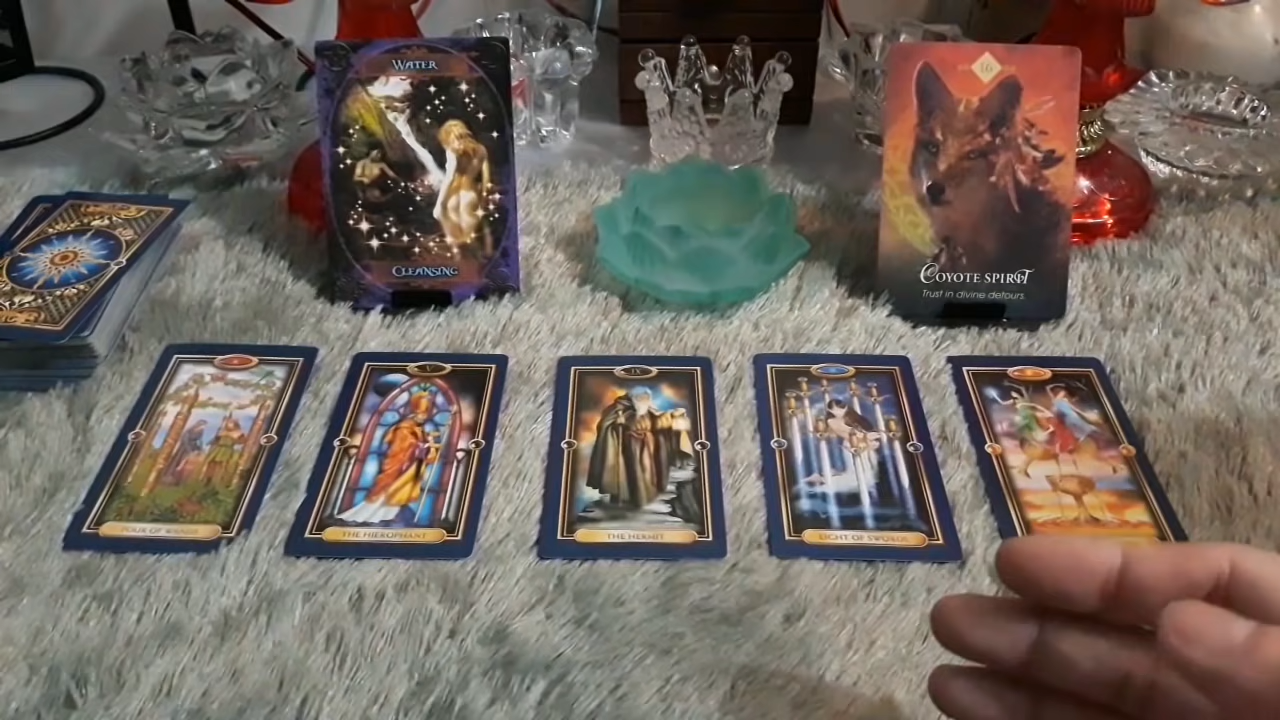 WATER
CLEANSING
16
COYOTE SPIRIT
Trust in divine detours.
FOUR OF WANDS
V
THE HIEROPHANT
IX
THE HERMIT
EIGHT OF SWORDS